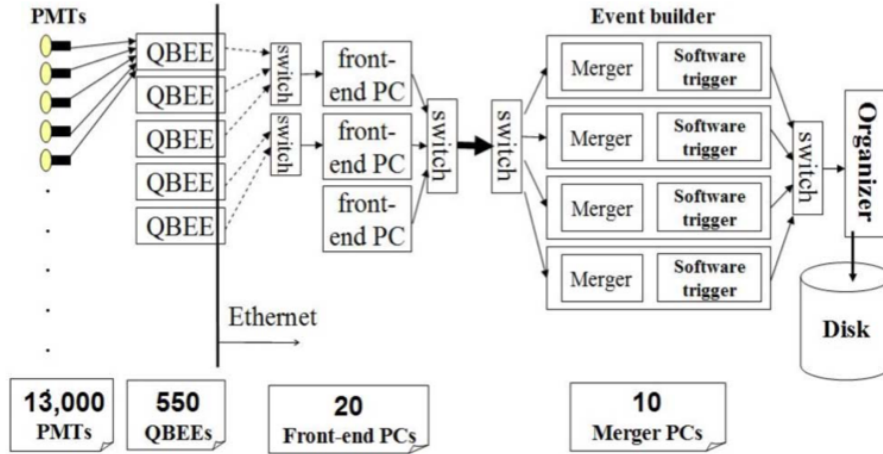 PMTs
Event builder
QBEE
QBEE
QBEE
QBEE
QBEE
switch
switch
front-
end PC
front-
end PC
front-
end PC
switch
switch
Merger
Software
trigger
Merger
Software
trigger
Merger
Software
trigger
Merger
Software
trigger
switch
Organizer
Disk
Ethernet
13,000
PMTs
550
QBEEs
20
Front-end PCs
10
Merger PCs